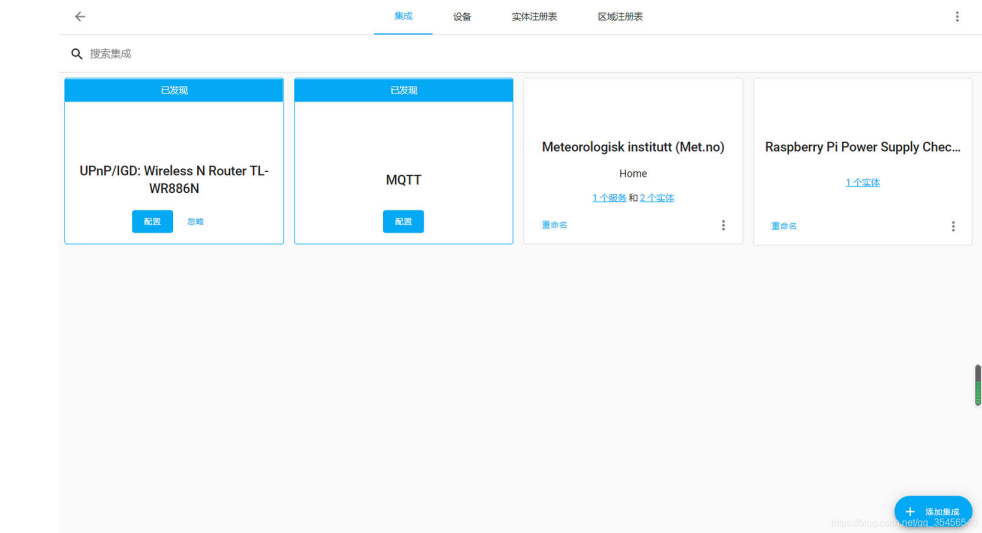 集成 设备 实体注册表 区域注册表
搜索集成
已发现
UPnP/IGD: Wireless N Router TL-
WR886N
配置 忽略
已发现
MQTT
配置
Meteorologisk institutt (Met.no)
Home
1 个服务 和 2 个实体
重命名
Raspberry Pi Power Supply Chec...
1 个实体
重命名
添加集成